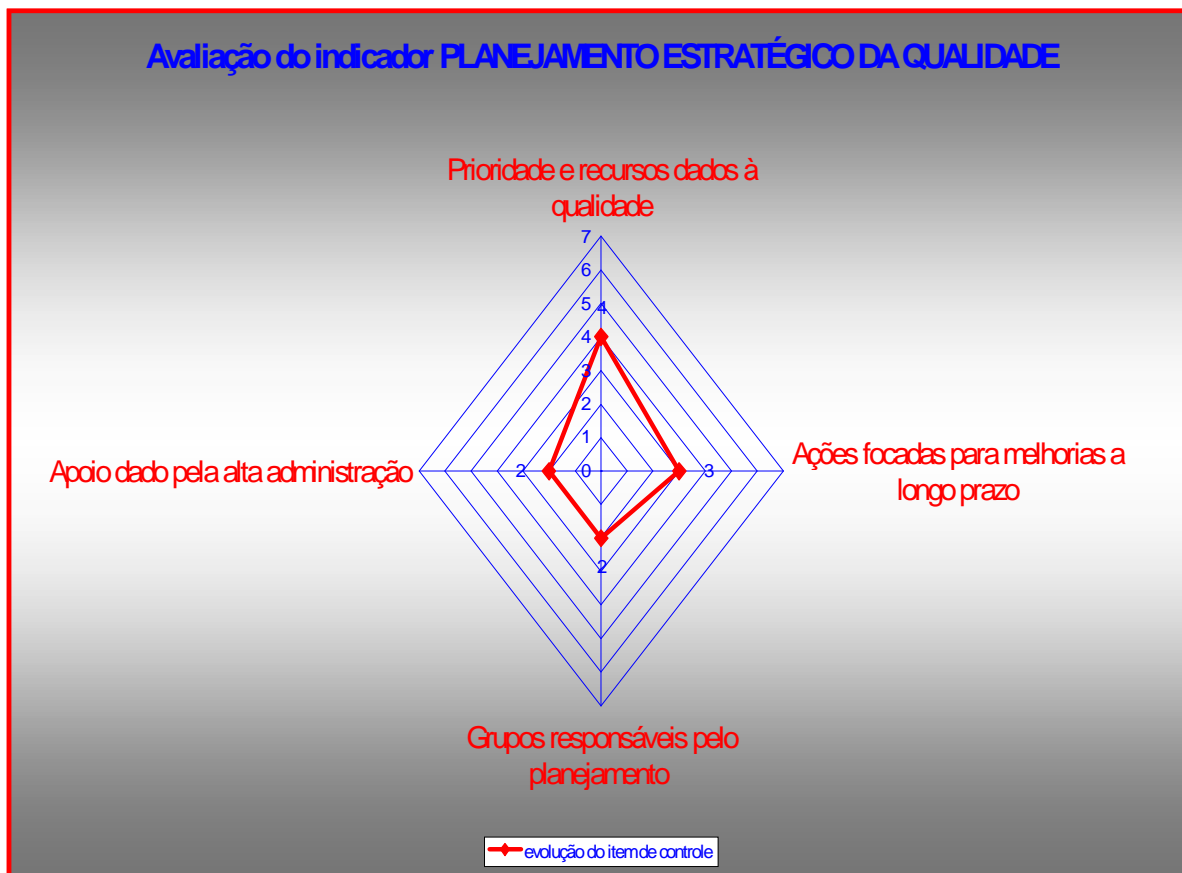 Avaliação do indicador PLANEJAMENTO ESTRATÉGICO DA QUALIDADE
Prioridade e recursos dados à
qualidade
7
6
5
4
4
3
2
1
Apoio dado pela alta administração
2
0
3
Ações focadas para melhorias a
longo prazo
2
Grupos responsáveis pelo
planejamento
evolução do item de controle